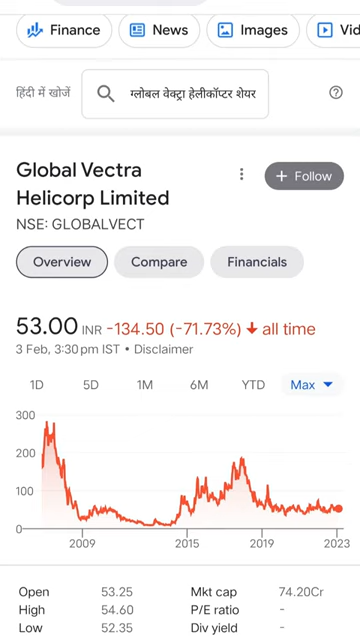 Finance
News
Images
Vid
हिंदी में खोजें
ग्लोबल वेक्ट्रा हेलीकॉप्टर शेयर
Global Vectra
Helicorp Limited
+ Follow
NSE: GLOBALVECT
Overview
Compare
Financials
53.00 INR -134.50 (-71.73%) ↓ all time
3 Feb, 3:30 pm IST • Disclaimer
1D 5D 1M 6M YTD Max
300
200
100
0
2009 2015 2019 2023
Open 53.25 Mkt cap 74.20Cr
High 54.60 P/E ratio -
Low 52.35 Div yield -